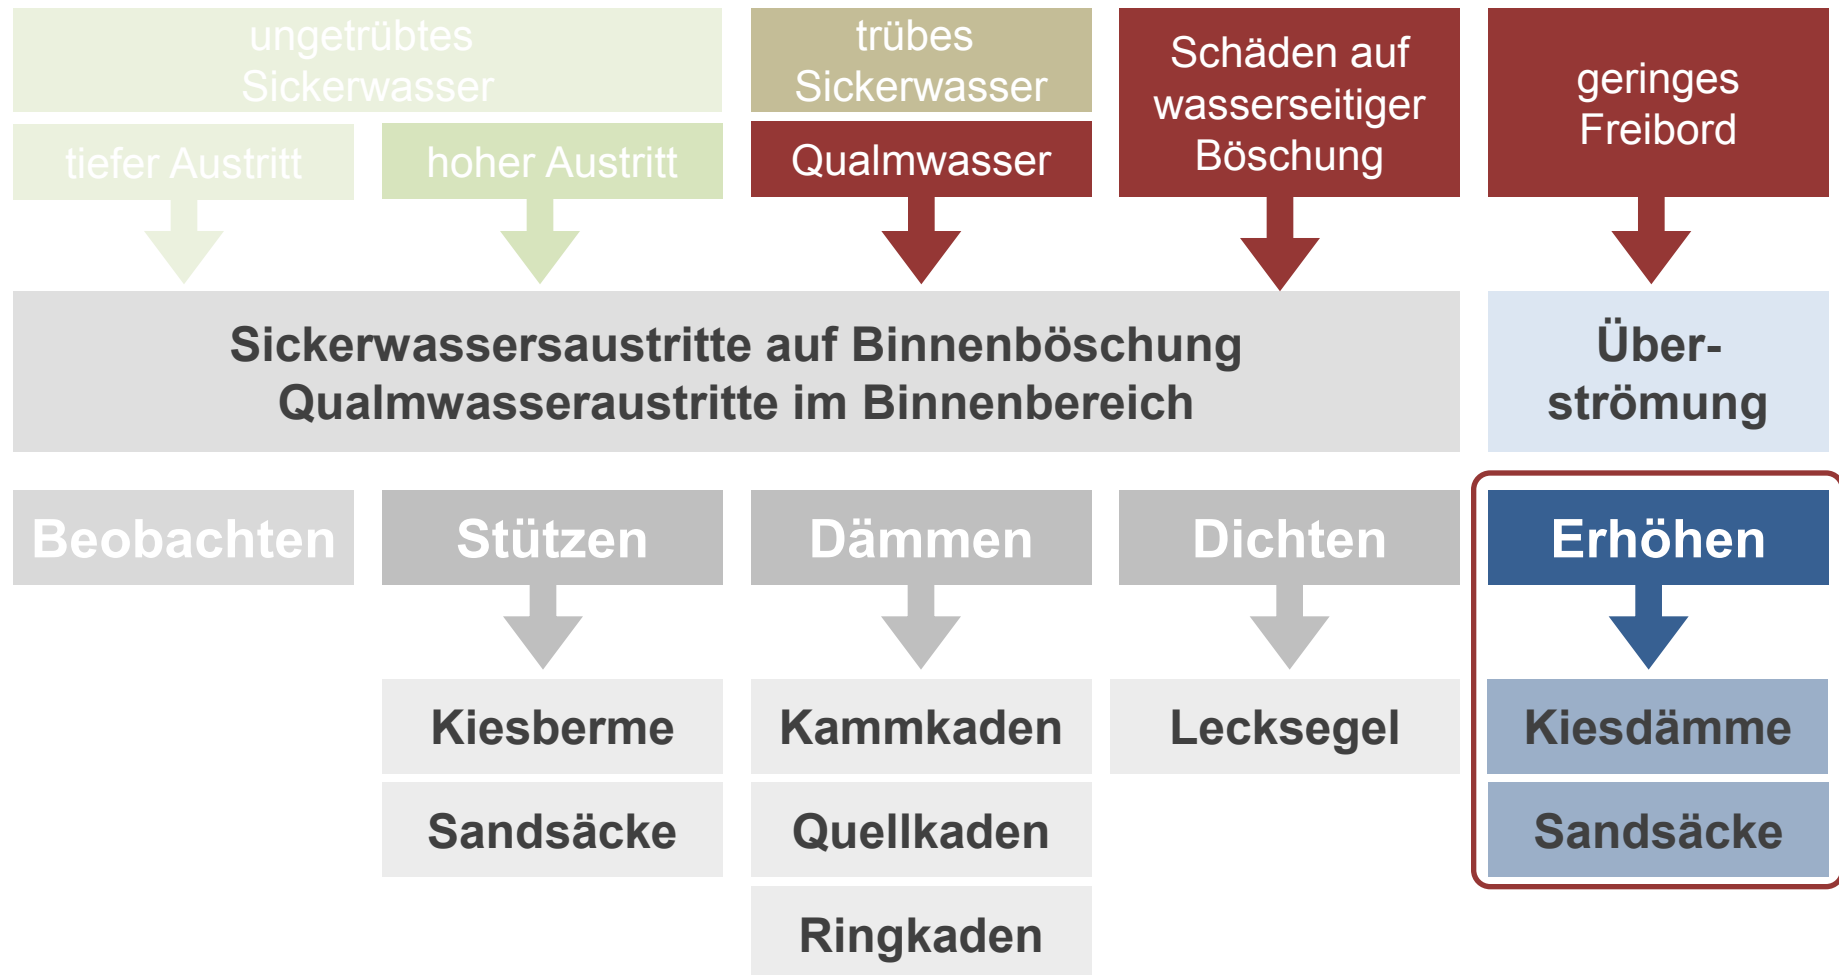 ungetrübtes
Sickerwasser
trübes
Sickerwasser
Schäden auf
wasserseitiger
Böschung
geringes
Freibord
tiefer Austritt
hoher Austritt
Qualmwasser
Sickerwassersaustritte auf Binnenböschung
Qualmwasseraustritte im Binnenbereich
Über-
strömung
Beobachten
Stützen
Dämmen
Dichten
Erhöhen
Kiesberme
Kammkaden
Lecksegel
Kiesdämme
Sandsäcke
Quellkaden
Sandsäcke
Ringkaden